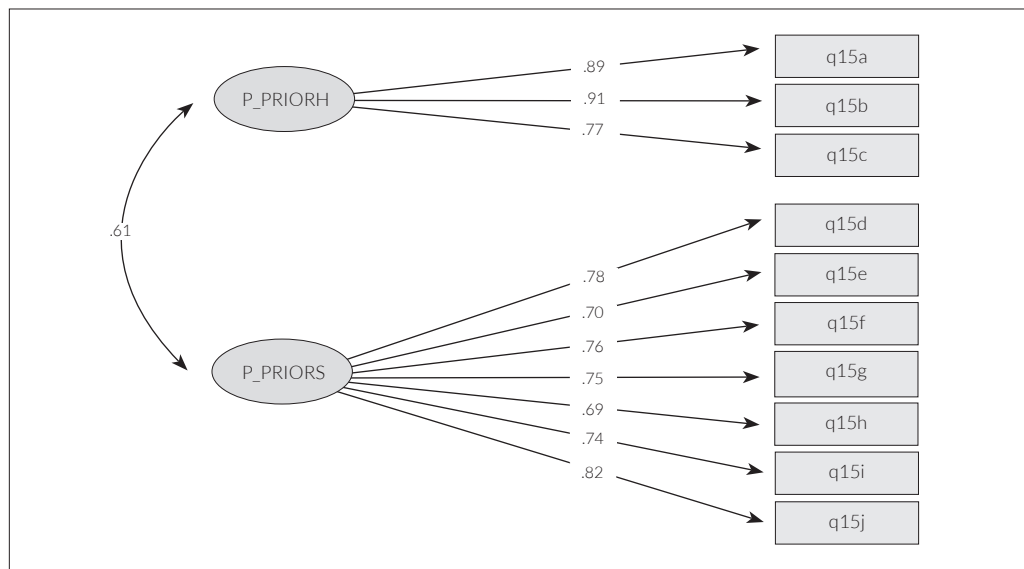 q15a
.89
P_PRIORH
.91
q15b
.77
q15c
.61
q15d
.78
q15e
.70
q15f
.76
P_PRIORS
.75
q15g
.69
q15h
.74
q15i
.82
q15j